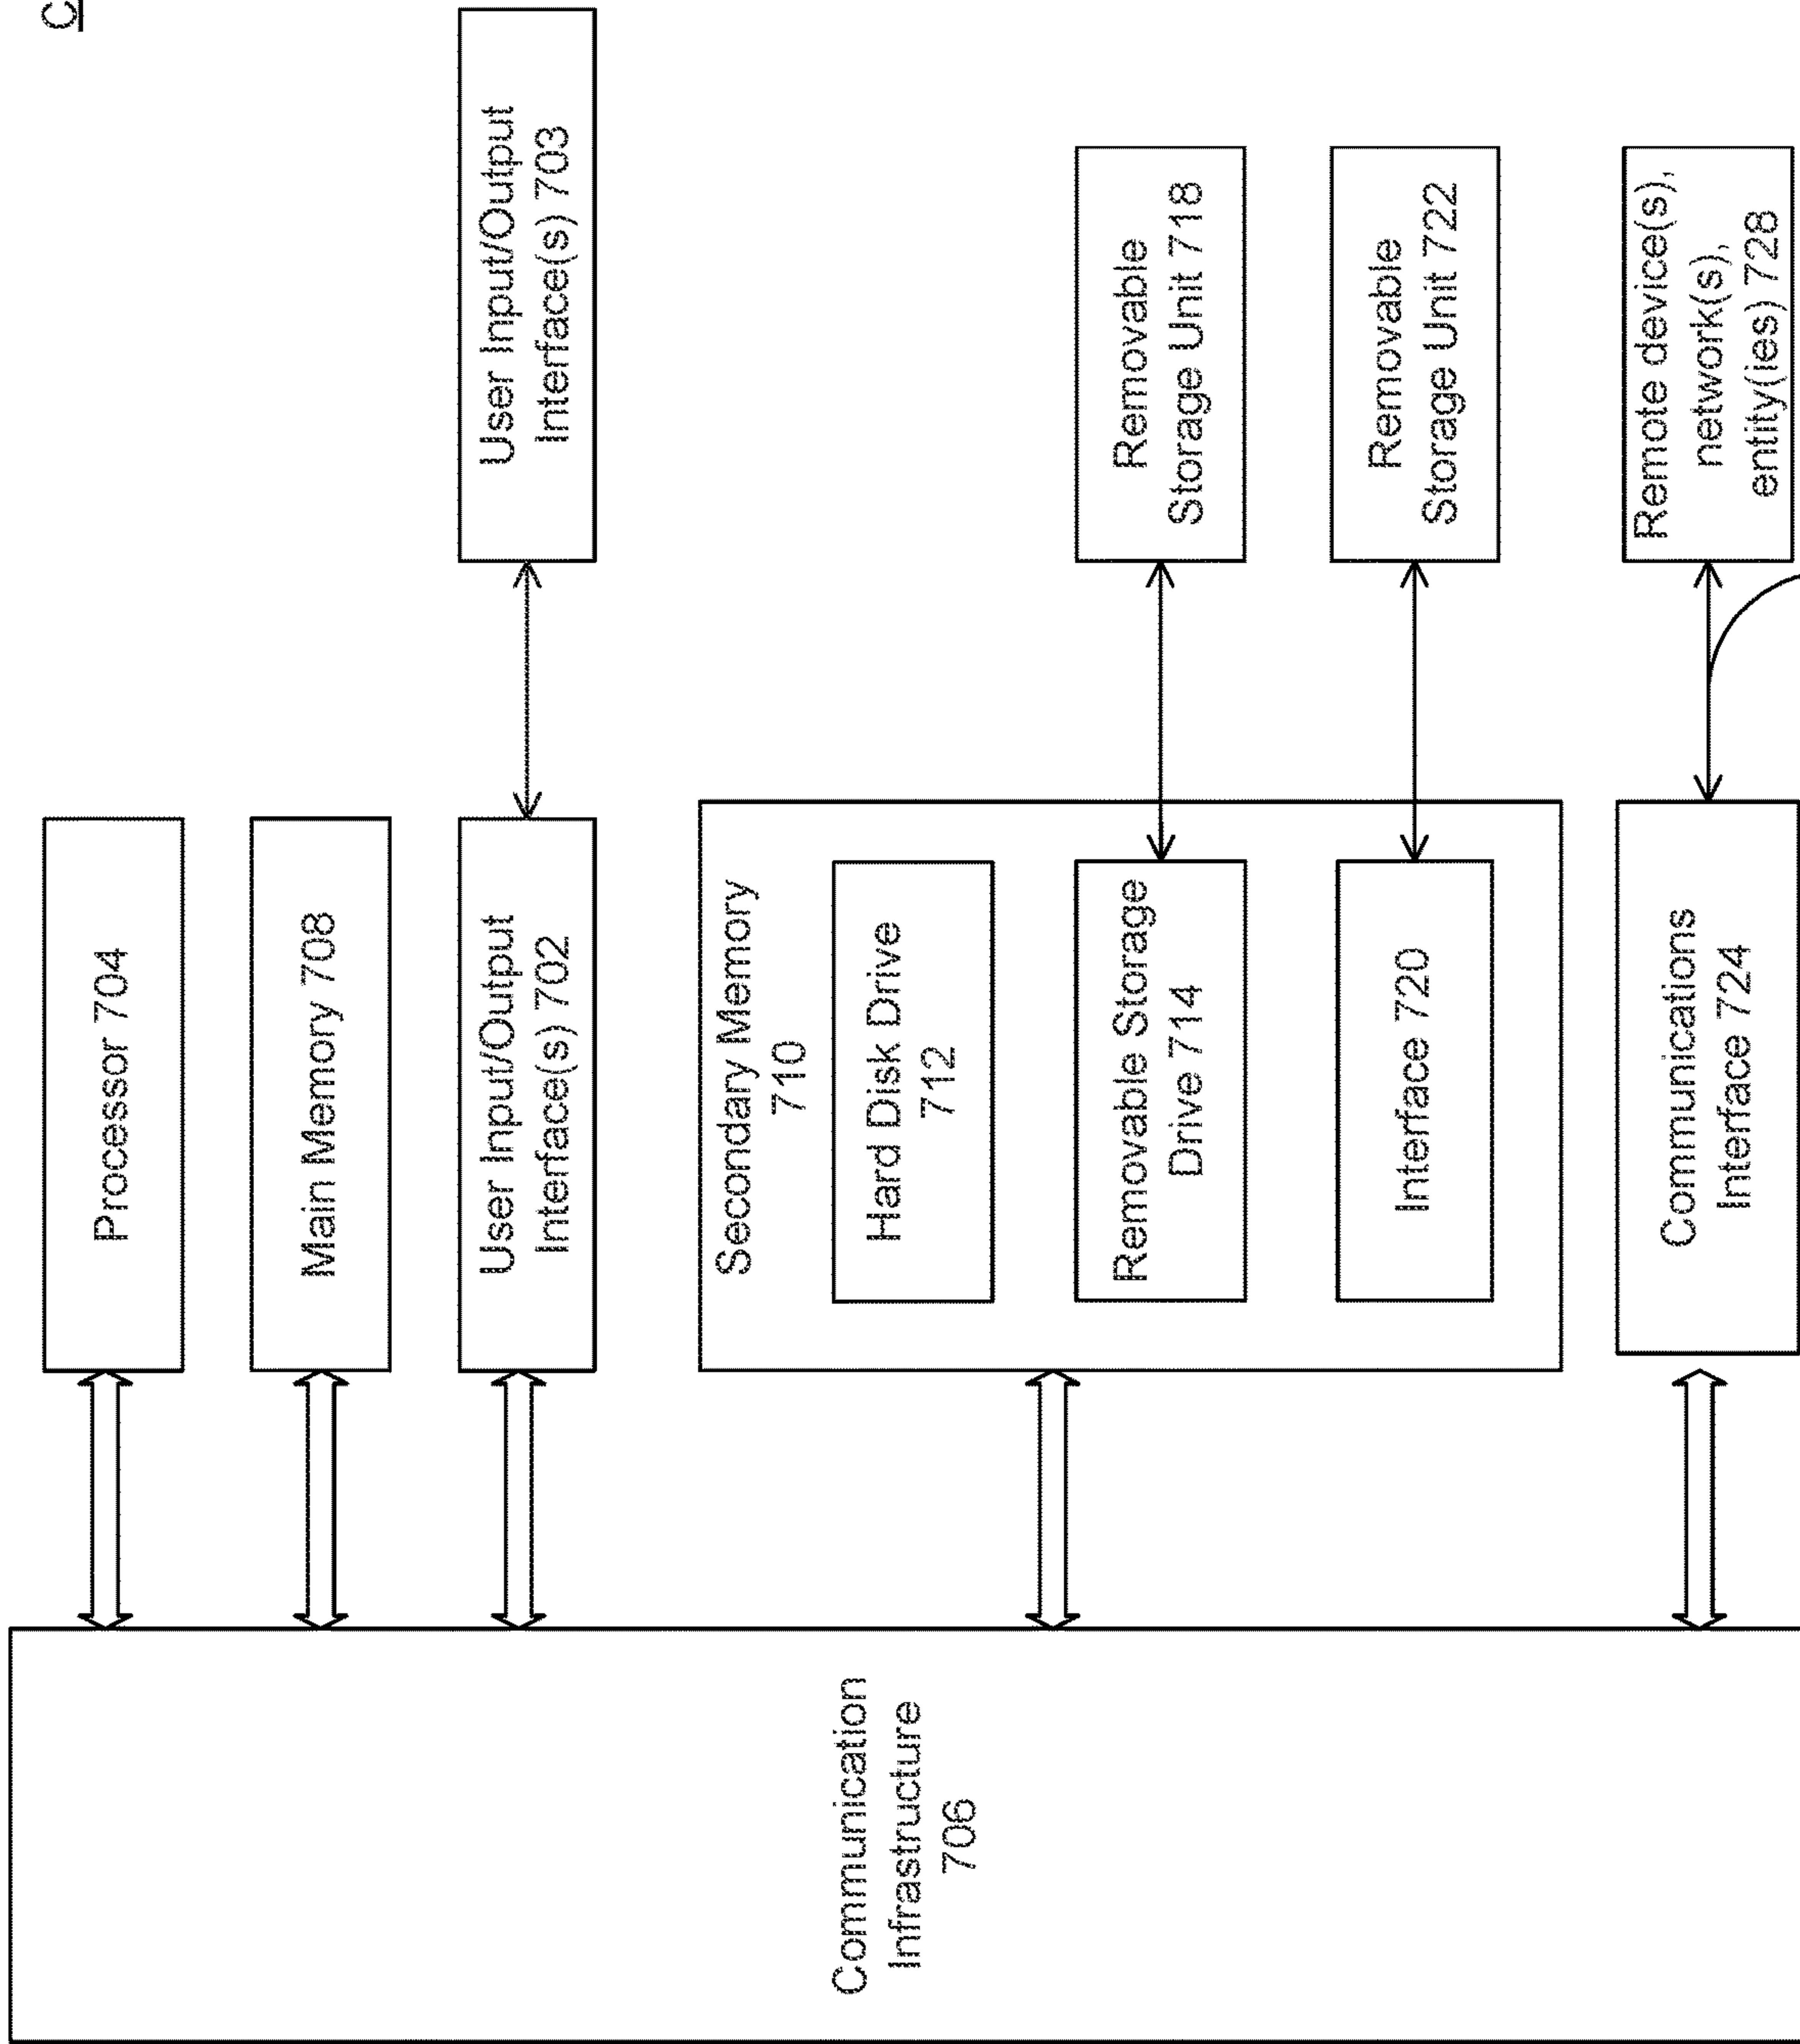 Processor 704
Main Memory 708
User Input/Output
Interface(s) 702
User Input/Output
Interface(s) 703
Secondary Memory
710
Hard Disk Drive
712
Removable Storage
Drive 714
Removable
Storage Unit 718
Interface 720
Removable
Storage Unit 722
Communications
Interface 724
Remote device(s),
network(s),
entity(ies) 728
Communication
Infrastructure
706